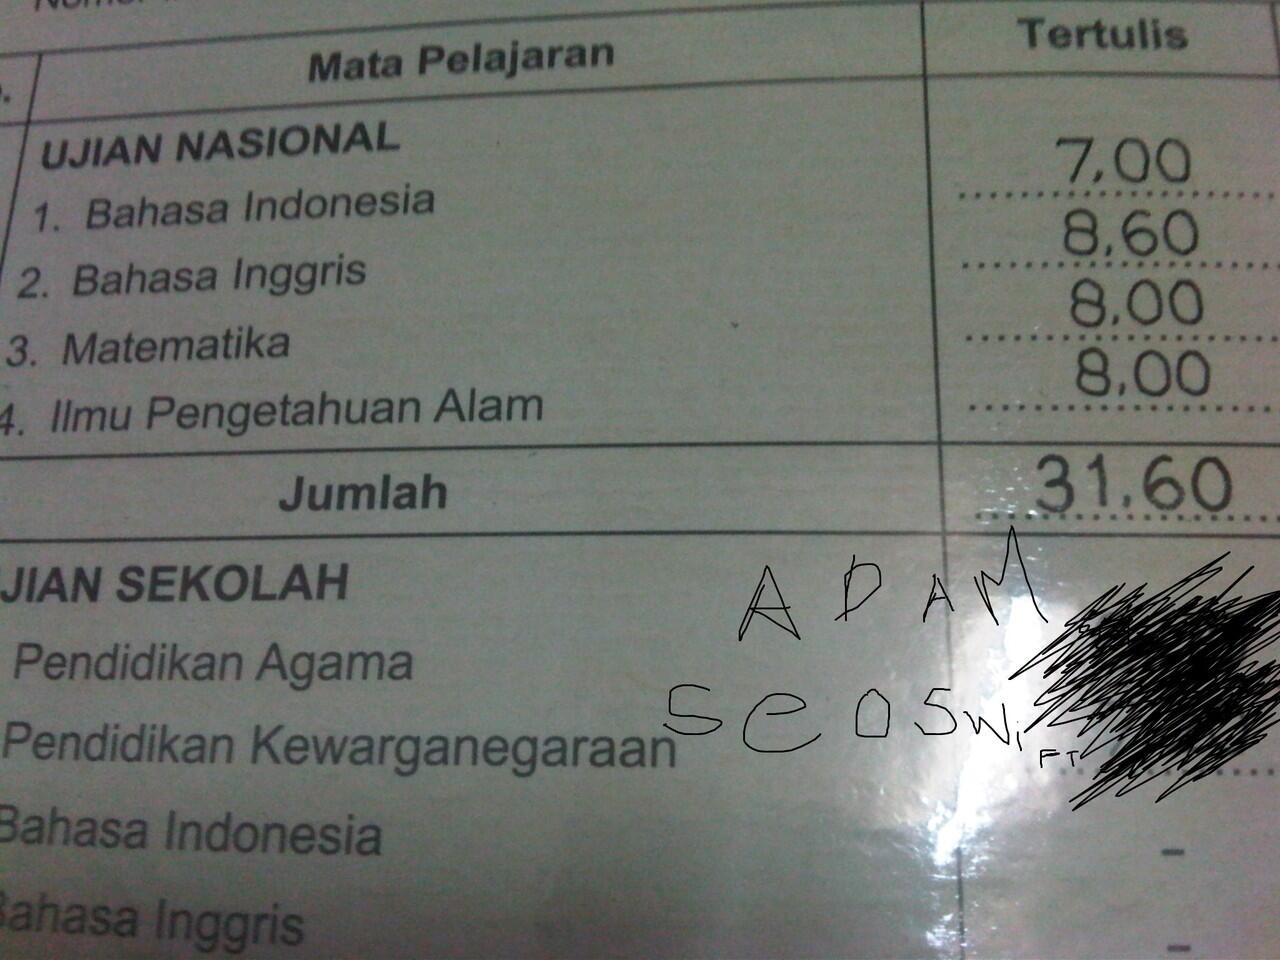 Mata Pelajaran Tertulis
UJIAN NASIONAL
1. Bahasa Indonesia 7,00
2. Bahasa Inggris 8,60
3. Matematika 8,00
4. Ilmu Pengetahuan Alam 8,00
Jumlah 31,60
JIAN SEKOLAH
ADAM
Pendidikan Agama
seoSWiFT
Pendidikan Kewarganegaraan
Bahasa Indonesia -
Bahasa Inggris -